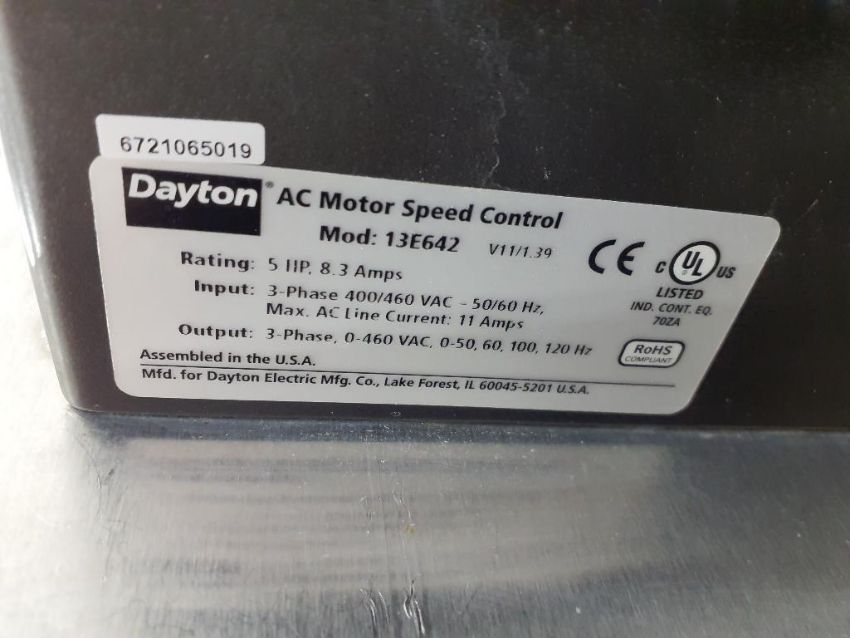 6721065019
Dayton® AC Motor Speed Control
Mod: 13E642 V11/1.39
Rating: 5 HP, 8.3 Amps
Input: 3-Phase 400/460 VAC - 50/60 Hz,
Max. AC Line Current: 11 Amps
Output: 3-Phase, 0-460 VAC, 0-50, 60, 100, 120 Hz
Assembled in the U.S.A.
Mfd. for Dayton Electric Mfg. Co., Lake Forest, IL 60045-5201 U.S.A.
CE C UL US
LISTED
IND. CONT. EQ.
70ZA
RoHS
COMPLIANT